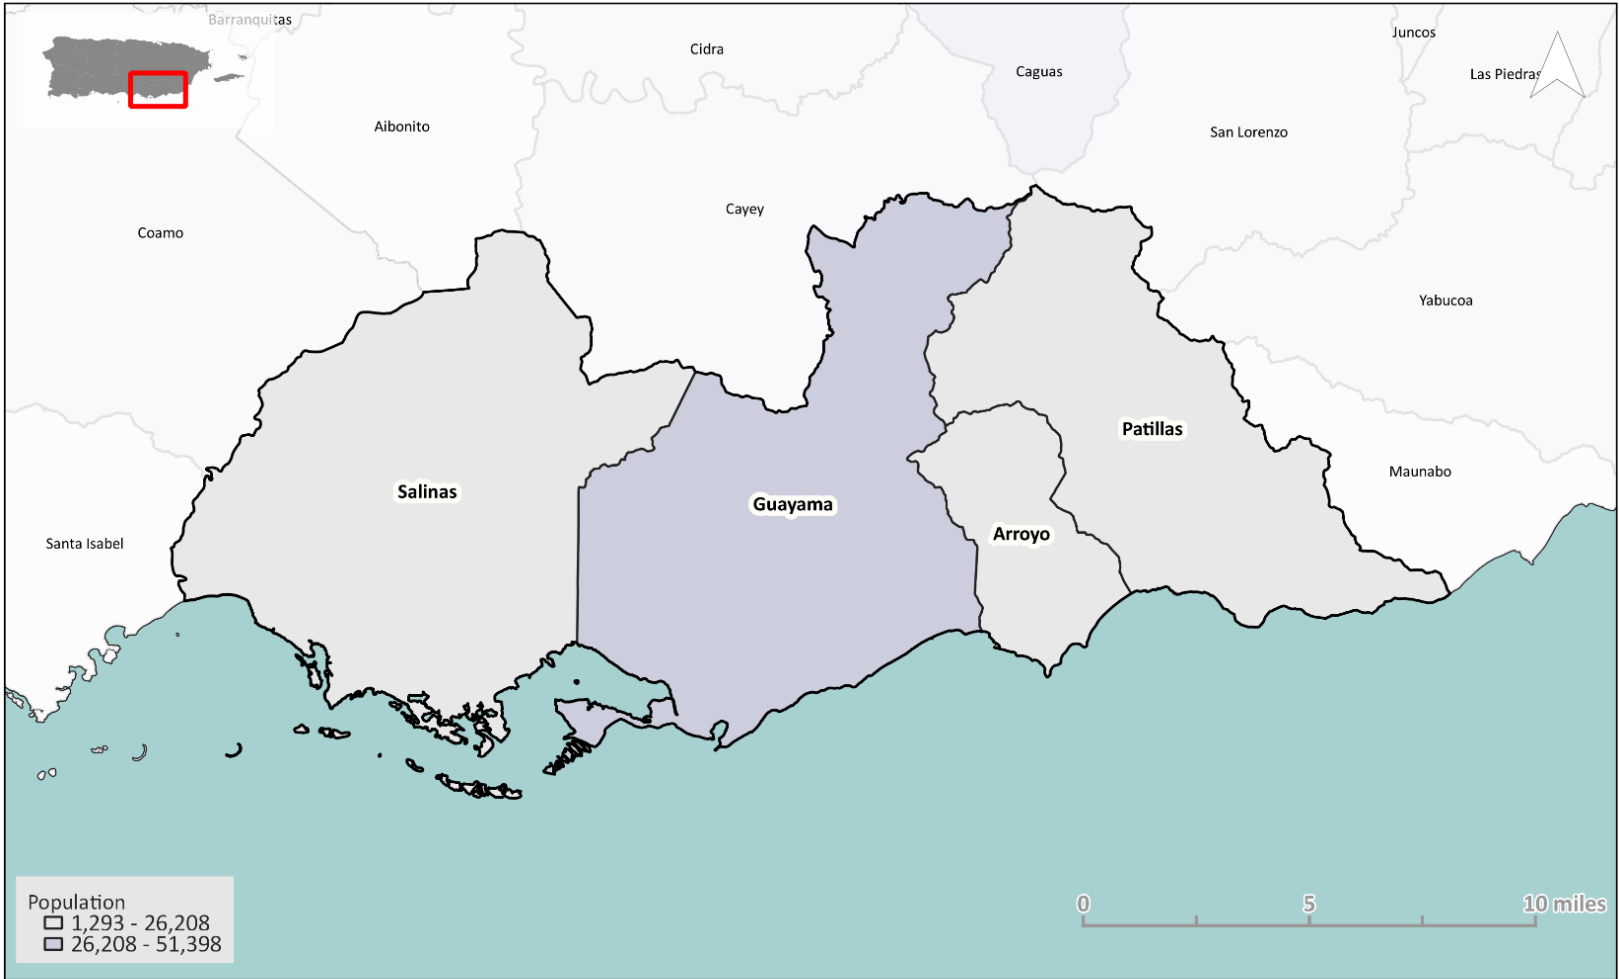 Barranquitas
Cidra
Juncos
Caguas
Las Piedras
Aibonito
San Lorenzo
Cayey
Coamo
Yabucoa
Patillas
Maunabo
Salinas
Guayama
Arroyo
Santa Isabel
Population
1,293 - 26,208
26,208 - 51,398
0 5 10 miles